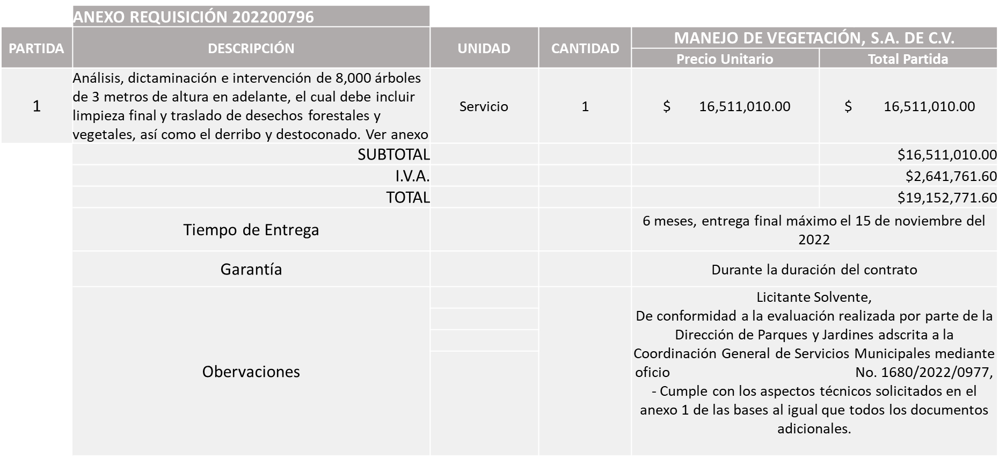 ANEXO REQUISICIÓN 202200796
PARTIDA
DESCRIPCIÓN
UNIDAD
CANTIDAD
MANEJO DE VEGETACIÓN, S.A. DE C.V.
Precio Unitario
Total Partida
1
Análisis, dictaminación e intervención de 8,000 árboles
de 3 metros de altura en adelante, el cual debe incluir
limpieza final y traslado de desechos forestales y
vegetales, así como el derribo y destoconado. Ver anexo
Servicio
1
$ 16,511,010.00
$ 16,511,010.00
SUBTOTAL
$16,511,010.00
I.V.A.
$2,641,761.60
TOTAL
$19,152,771.60
Tiempo de Entrega
6 meses, entrega final máximo el 15 de noviembre del
2022
Garantía
Durante la duración del contrato
Obervaciones
Licitante Solvente,
De conformidad a la evaluación realizada por parte de la
Dirección de Parques y Jardines adscrita a la
Coordinación General de Servicios Municipales mediante
oficio No. 1680/2022/0977,
- Cumple con los aspectos técnicos solicitados en el
anexo 1 de las bases al igual que todos los documentos
adicionales.